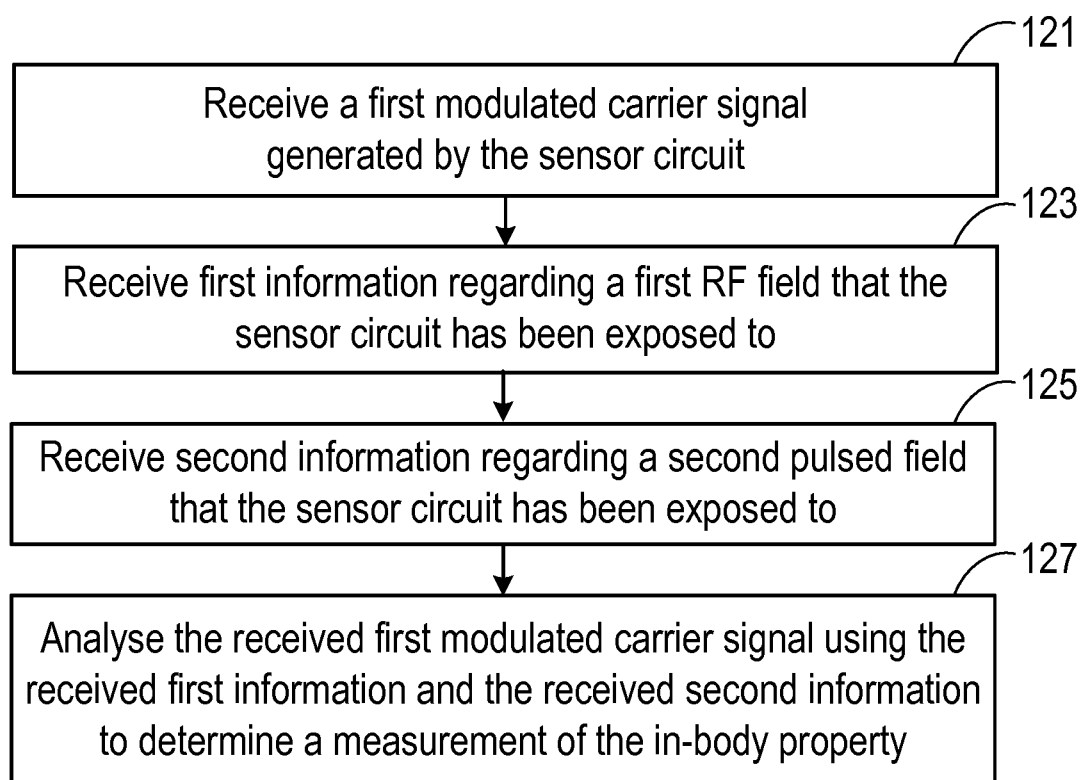 121
Receive a first modulated carrier signal
generated by the sensor circuit
123
Receive first information regarding a first RF field that the
sensor circuit has been exposed to
125
Receive second information regarding a second pulsed field
that the sensor circuit has been exposed to
127
Analyse the received first modulated carrier signal using the
received first information and the received second information
to determine a measurement of the in-body property